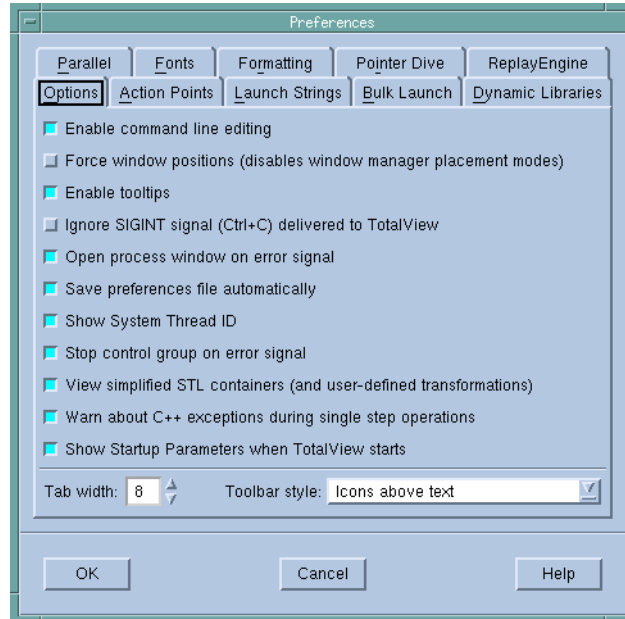 Preferences
Parallel Fonts Formatting Pointer Dive ReplayEngine
Options Action Points Launch Strings Bulk Launch Dynamic Libraries
Enable command line editing
Force window positions (disables window manager placement modes)
Enable tooltips
Ignore SIGINT signal (Ctrl+C) delivered to TotalView
Open process window on error signal
Save preferences file automatically
Show System Thread ID
Stop control group on error signal
View simplified STL containers (and user-defined transformations)
Warn about C++ exceptions during single step operations
Show Startup Parameters when TotalView starts
Tab width: 8 Toolbar style: Icons above text
OK Cancel Help